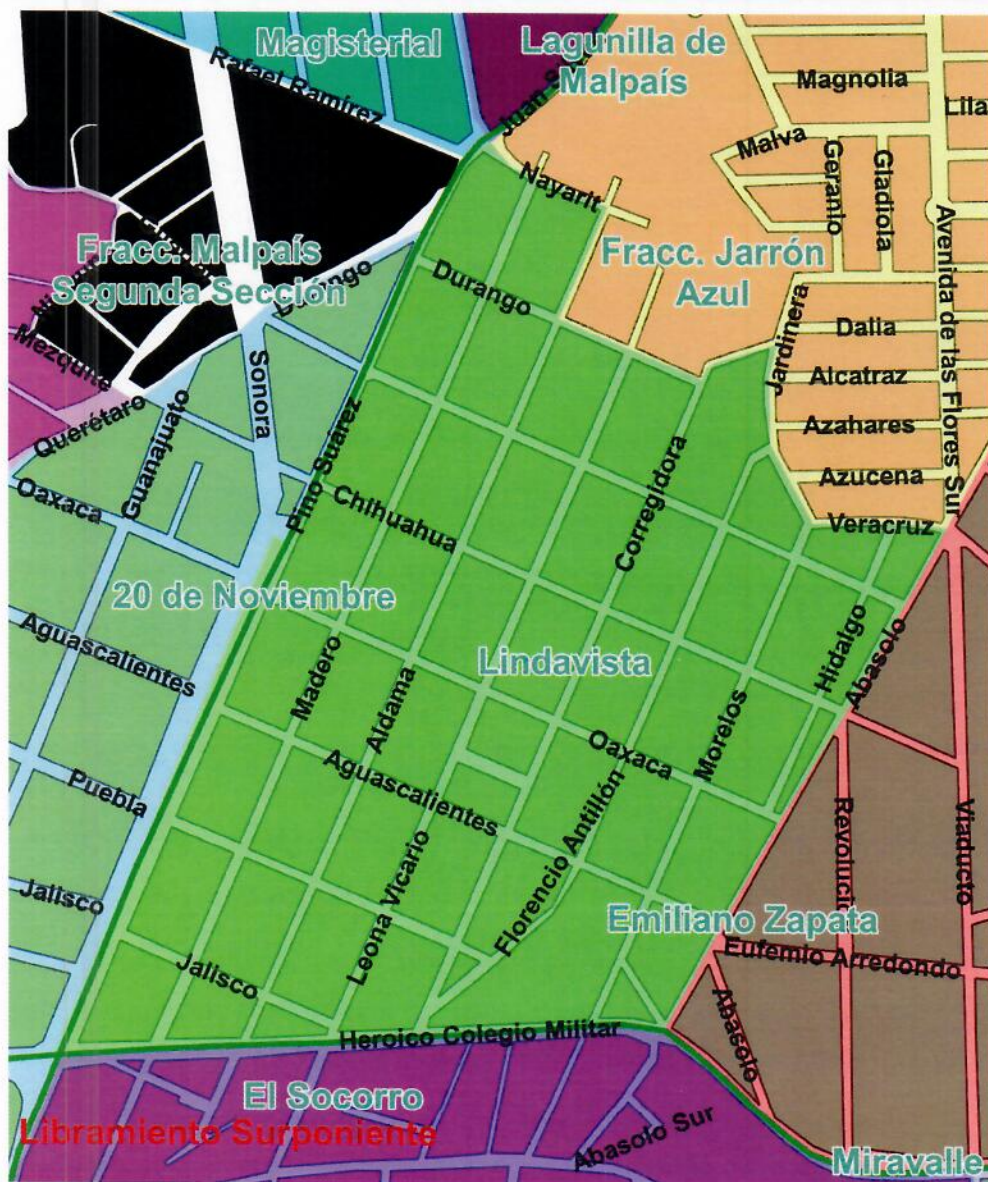 Magisterial
Lagunilla de
Malpaís
Rafael Ramírez
Magnolia
Lila
Malva
Nayarit
Geranio
Gladiola
Avenida de las Flores Sur
Fracc. Malpaís
Segunda Sección
Fracc. Jarrón
Azul
Durango
Jardinera
Dalia
Mezquite
Sonora
Alcatraz
Querétaro
Guanajuato
Pino Suárez
Azahares
Corregidora
Oaxaca
Chihuahua
Azucena
Veracruz
20 de Noviembre
Aguascalientes
Madero
Lindavista
Hidalgo
Abasolo
Aldama
Morelos
Oaxaca
Puebla
Aguascalientes
Florencio Antillón
Viaducto
Jalisco
Leona Vicario
Emiliano Zapata
Eufemio Arredondo
Jalisco
Abasolo
Heroico Colegio Militar
El Socorro
Libramiento Surponiente
Abasolo Sur
Miravalle